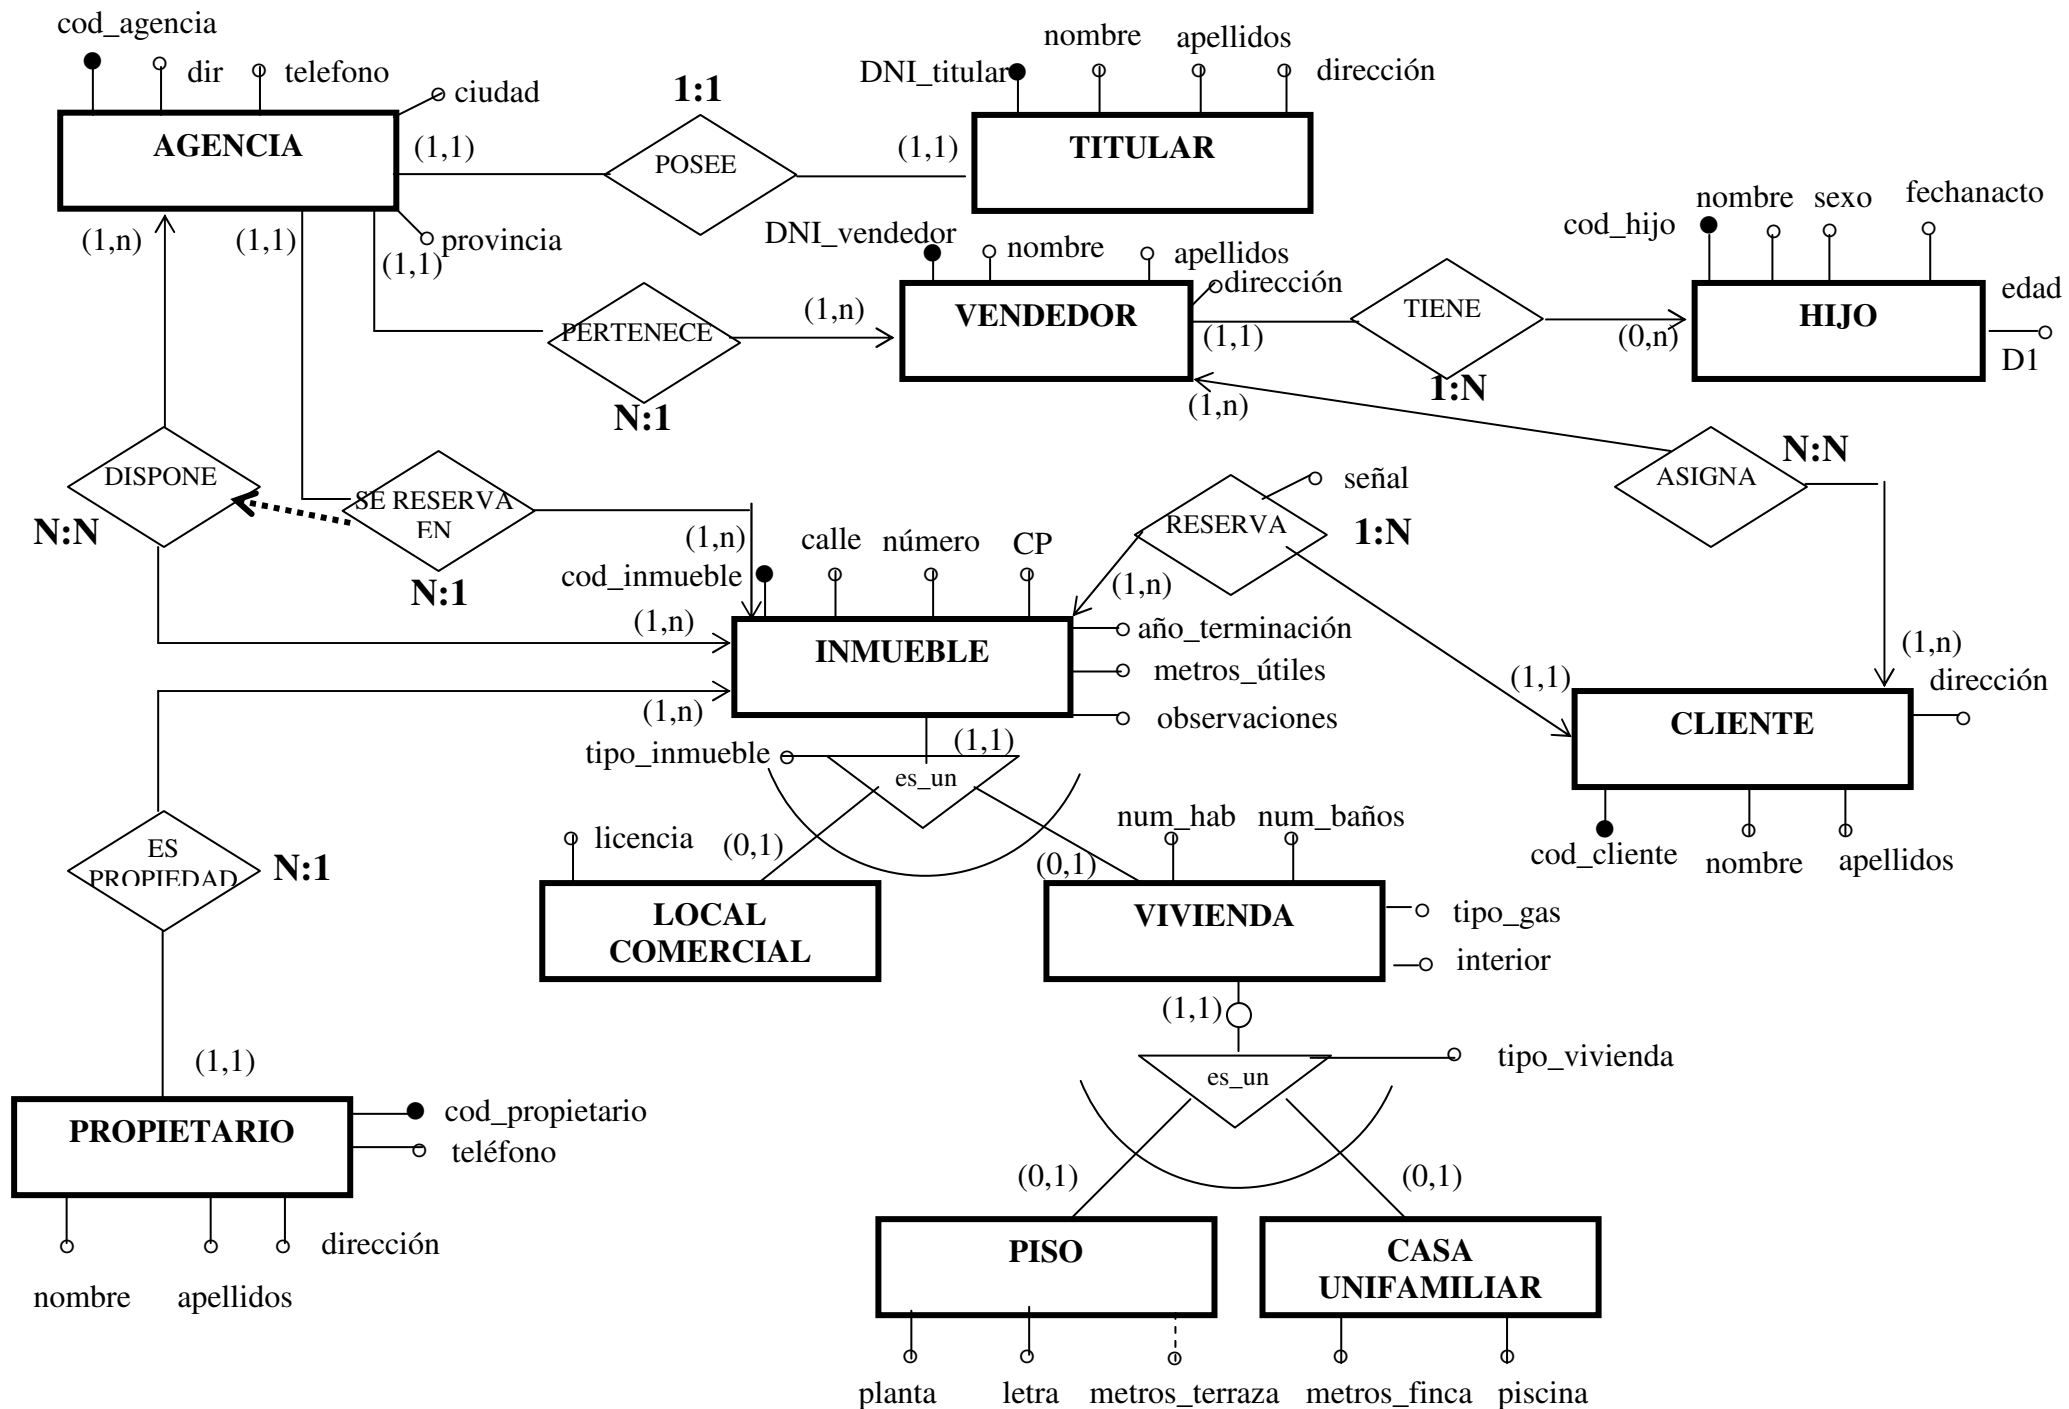 cod_agencia
dir
telefono
ciudad
AGENCIA
(1,1)
1:1
POSEE
(1,1)
DNI_titular
nombre
apellidos
dirección
TITULAR
(1,n)
(1,1)
(1,1)
provincia
DNI_vendedor
nombre
apellidos
dirección
VENDEDOR
(1,1)
TIENE
1:N
(0,n)
cod_hijo
nombre
sexo
fechanacto
HIJO
edad
D1
PERTENECE
N:1
(1,n)
(1,n)
DISPONE
N:N
SE RESERVA
EN
N:1
(1,n)
(1,n)
RESERVA
señal
1:N
(1,n)
(1,1)
ASIGNA
N:N
(1,n)
cod_inmueble
calle
número
CP
INMUEBLE
año_terminación
metros_útiles
observaciones
(1,n)
(1,1)
tipo_inmueble
es_un
dirección
CLIENTE
cod_cliente
nombre
apellidos
ES
PROPIEDAD
N:1
licencia
(0,1)
(0,1)
num_hab
num_baños
LOCAL
COMERCIAL
VIVIENDA
tipo_gas
interior
(1,1)
es_un
tipo_vivienda
(1,1)
PROPIETARIO
cod_propietario
teléfono
dirección
nombre
apellidos
(0,1)
(0,1)
PISO
CASA
UNIFAMILIAR
planta
letra
metros_terraza
metros_finca
piscina